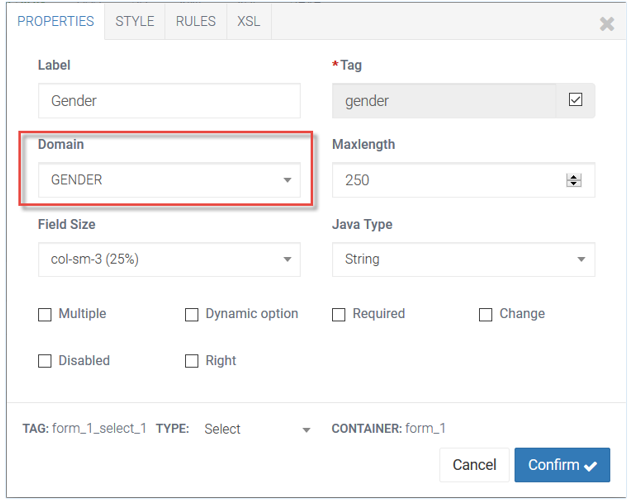 PROPERTIES STYLE RULES XSL
Label * Tag
Gender gender
Domain Maxlength
GENDER 250
Field Size Java Type
col-sm-3 (25%) String
Multiple Dynamic option Required Change
Disabled Right
TAG: form_1_select_1 TYPE: Select CONTAINER: form_1
Cancel Confirm